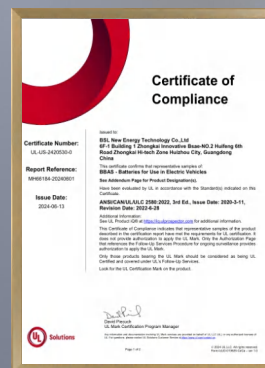 Certificate of
Compliance
Certificate Number:
UL-US-2420530-0
Report Reference:
MH66184-20240601
Issue Date:
2024-06-13
Issued to:
BSL New Energy Technology Co.,Ltd
6F-1 Building 1 Zhongkai Innovative Base-NO.2 Huifeng 6th
Road Zhongkai Hi-tech Zone Huizhou City, Guangdong
China
This certificate confirms that representative samples of:
BBAS - Batteries for Use in Electric Vehicles
See Addendum Page for Product Designation(s).
Have been evaluated by UL in accordance with the Standard(s) indicated on this
Certificate.
ANSI/CAN/UL/ULC 2580:2022, 3rd Ed., Issue Date: 2020-3-11,
Revision Date: 2022-6-28
Additional Information:
See UL Product iQ® at https://iq.ulprospector.com for additional information.
This Certificate of Compliance indicates that representative samples of the product
described in the certification report have met the requirements for UL certification. It
does not provide authorization to apply the UL Mark. Only the Authorization Page
that references the Follow-Up Services Procedure for ongoing surveillance provides
authorization to apply the UL Mark.
Only those products bearing the UL Mark should be considered as being UL
Certified and covered under UL's Follow-Up Services.
Look for the UL Certification Mark on the product.
David Piecuch
UL Mark Certification Program Manager
UL Solutions
Page 1 of 2